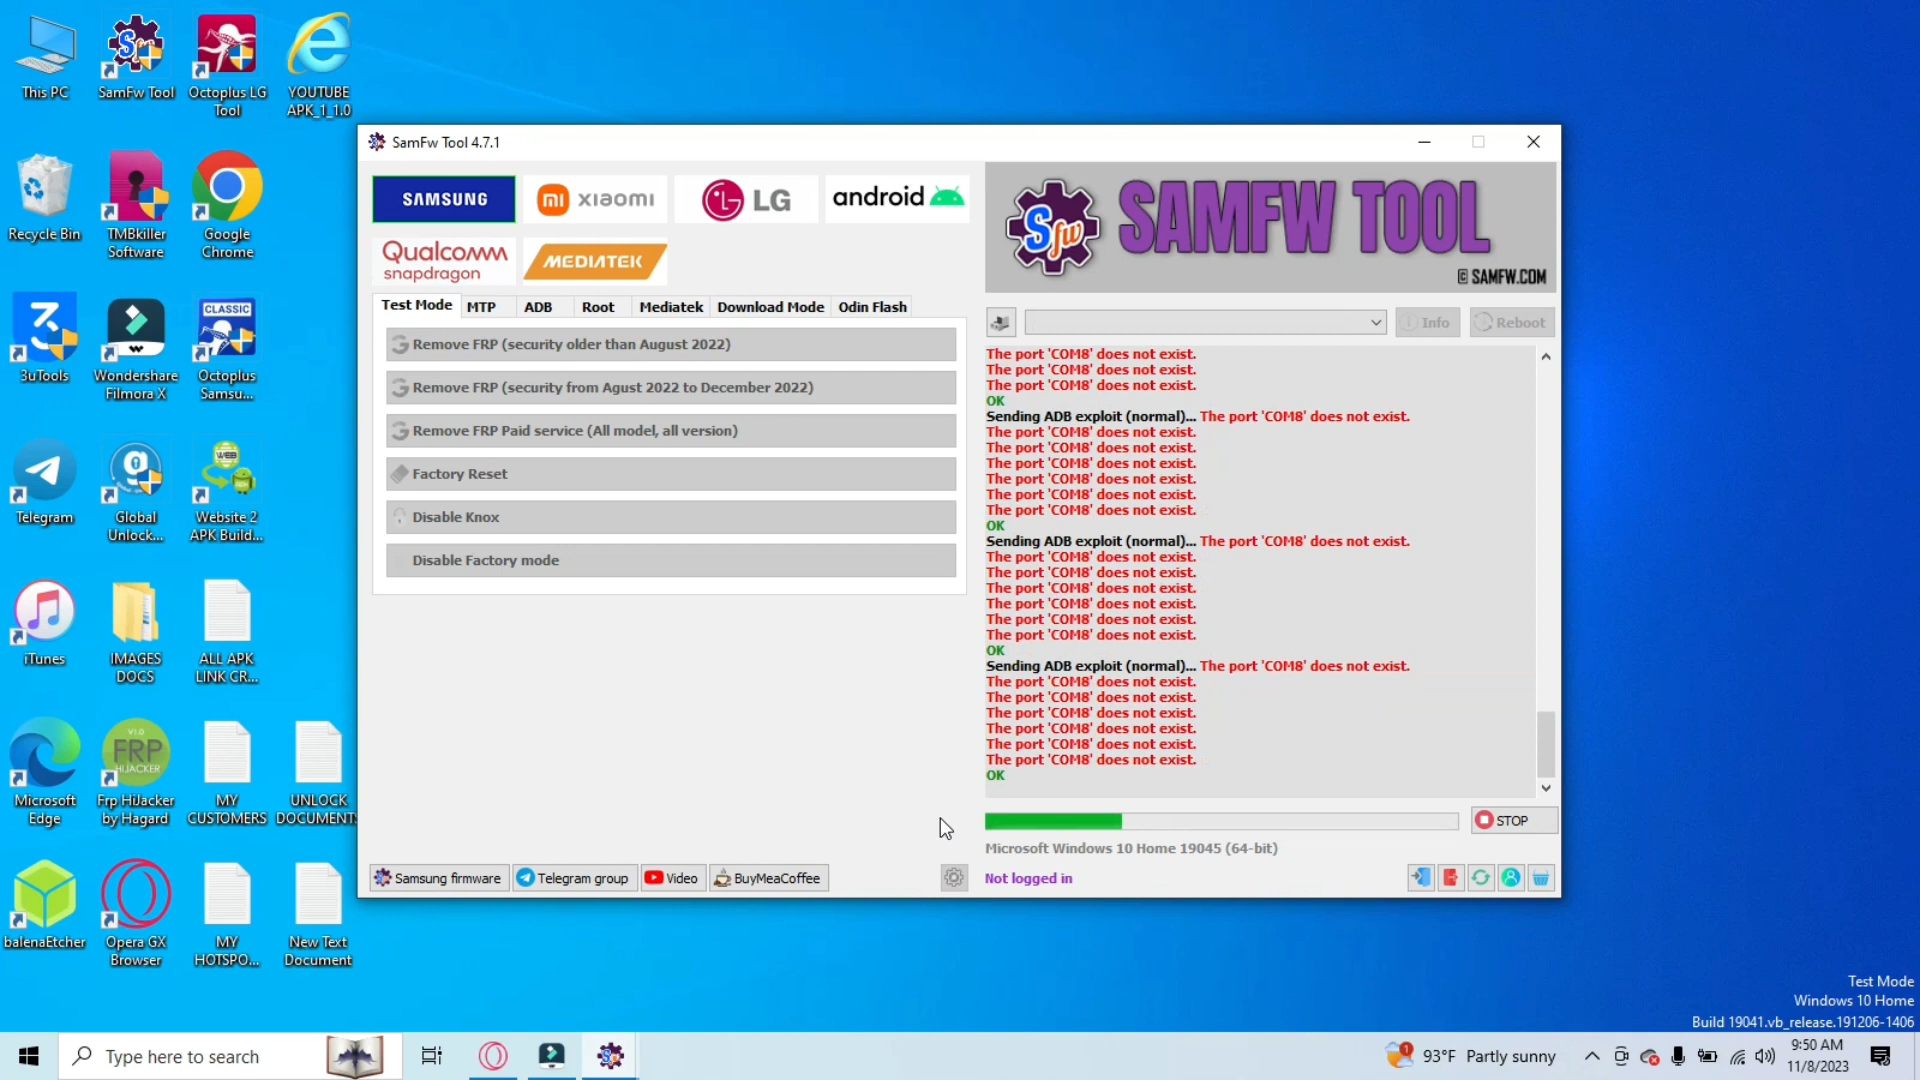 This PC
SamFw Tool
Octoplus LG
Tool
YOUTUBE
APK_1_1.0
Recycle Bin
TMBkiller
Software
Google
Chrome
3uTools
Wondershare
Filmora X
CLASSIC
Octoplus
Samsu...
Telegram
Global
Unlock...
WEB
Website 2
APK Build...
iTunes
IMAGES
DOCS
ALL APK
LINK CR...
Microsoft
Edge
V1.0
FRP
HIJACKER
Frp HiJacker
by Hagard
MY
CUSTOMERS
UNLOCK
DOCUMENT
balenaEtcher
Opera GX
Browser
MY
HOTSPO...
New Text
Document
SamFw Tool 4.7.1
SAMSUNG
mi xiaomi
LG
android
Qualcomm
snapdragon
MEDIATEK
Sfw SAMFW TOOL
© SAMFW.COM
Test Mode MTP ADB Root Mediatek Download Mode Odin Flash
Remove FRP (security older than August 2022)
Remove FRP (security from Agust 2022 to December 2022)
Remove FRP Paid service (All model, all version)
Factory Reset
Disable Knox
Disable Factory mode
Info
Reboot
The port 'COM8' does not exist.
The port 'COM8' does not exist.
The port 'COM8' does not exist.
OK
Sending ADB exploit (normal)... The port 'COM8' does not exist.
The port 'COM8' does not exist.
The port 'COM8' does not exist.
The port 'COM8' does not exist.
The port 'COM8' does not exist.
The port 'COM8' does not exist.
The port 'COM8' does not exist.
OK
Sending ADB exploit (normal)... The port 'COM8' does not exist.
The port 'COM8' does not exist.
The port 'COM8' does not exist.
The port 'COM8' does not exist.
The port 'COM8' does not exist.
The port 'COM8' does not exist.
The port 'COM8' does not exist.
OK
Sending ADB exploit (normal)... The port 'COM8' does not exist.
The port 'COM8' does not exist.
The port 'COM8' does not exist.
The port 'COM8' does not exist.
The port 'COM8' does not exist.
The port 'COM8' does not exist.
The port 'COM8' does not exist.
OK
STOP
Microsoft Windows 10 Home 19045 (64-bit)
Samsung firmware
Telegram group
Video
BuyMeaCoffee
Not logged in
Test Mode
Windows 10 Home
Build 19041.vb_release.191206-1406
Type here to search
1
93°F Partly sunny
9:50 AM
11/8/2023